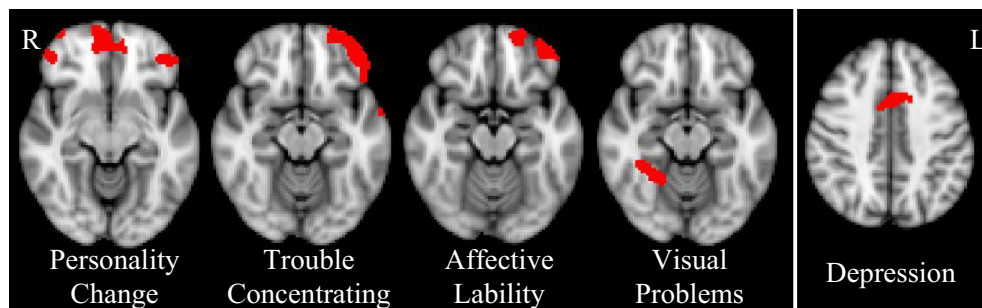 R
L
Personality
Change
Trouble
Concentrating
Affective
Lability
Visual
Problems
Depression